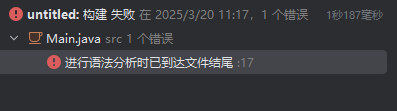 untitled: 构建 失败 在 2025/3/20 11:17，1 个错误 1秒187毫秒
Main.java src 1 个错误
进行语法分析时已到达文件结尾 :17